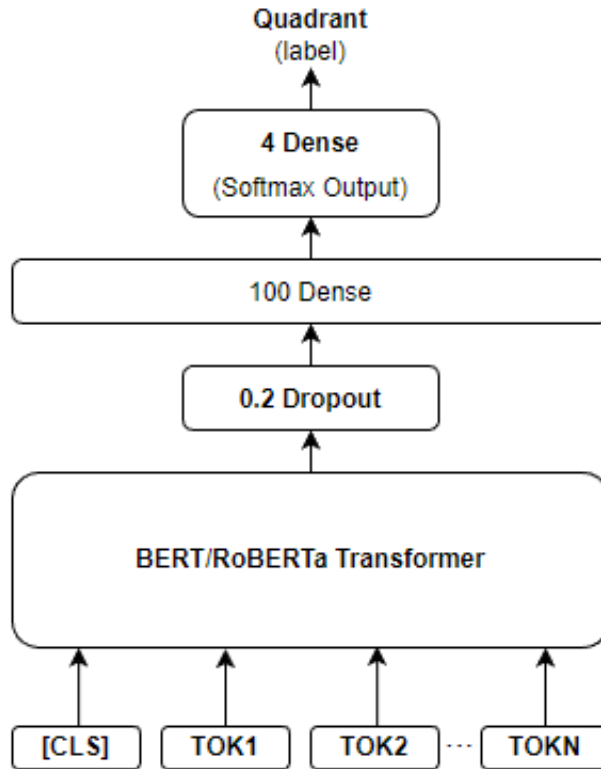 Quadrant
(label)
4 Dense
(Softmax Output)
100 Dense
0.2 Dropout
BERT/RoBERTa Transformer
[CLS] TOK1 TOK2 ... TOKN